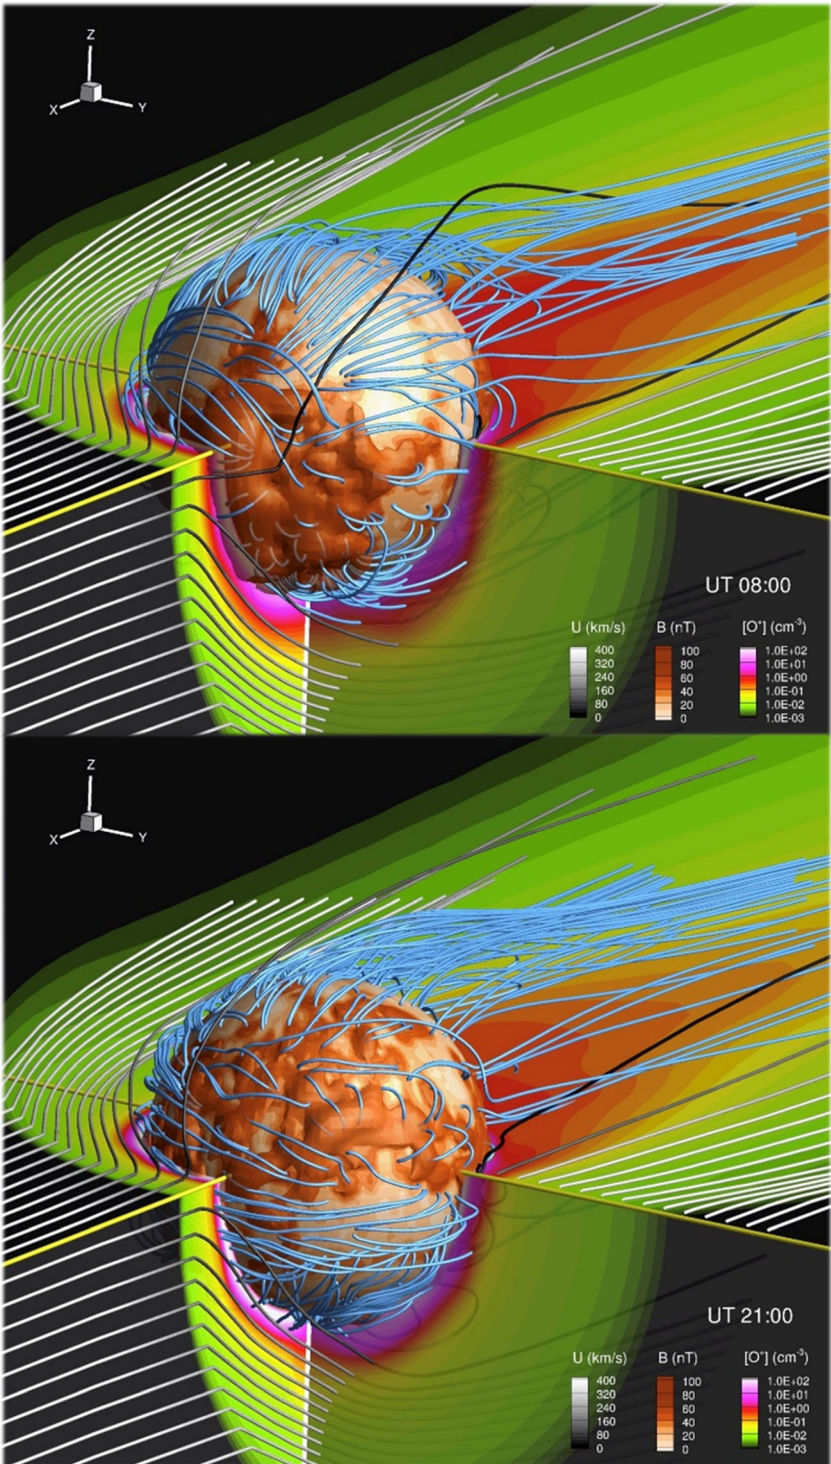 Z
X Y
UT 08:00
U (km/s) B (nT) [O⁺] (cm⁻³)
400 100 1.0E+02
320 80 1.0E+01
240 60 1.0E+00
160 40 1.0E-01
80 20 1.0E-02
0 0 1.0E-03
Z
X Y
UT 21:00
U (km/s) B (nT) [O⁺] (cm⁻³)
400 100 1.0E+02
320 80 1.0E+01
240 60 1.0E+00
160 40 1.0E-01
80 20 1.0E-02
0 0 1.0E-03